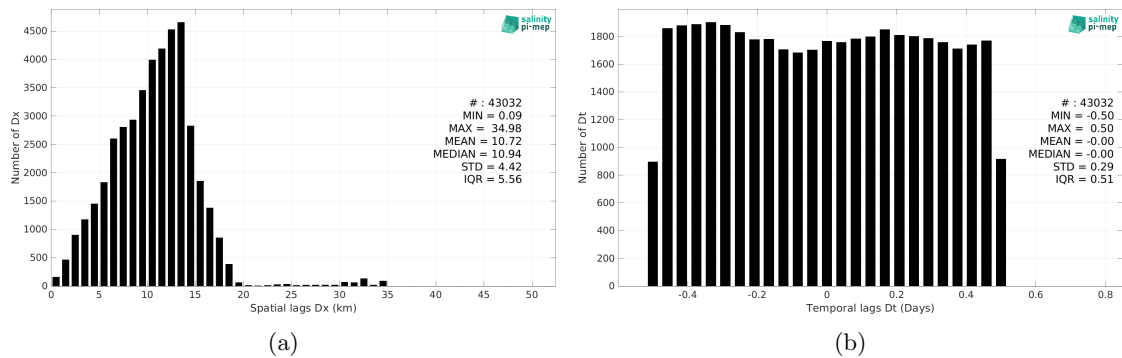 salinity
pi-mep
# : 43032
MIN = 0.09
MAX = 34.98
MEAN = 10.72
MEDIAN = 10.94
STD = 4.42
IQR = 5.56
Number of Dx
4500
4000
3500
3000
2500
2000
1500
1000
500
0
0 5 10 15 20 25 30 35 40 45 50
Spatial lags Dx (km)
(a)
salinity
pi-mep
# : 43032
MIN = -0.50
MAX = 0.50
MEAN = -0.00
MEDIAN = -0.00
STD = 0.29
IQR = 0.51
Number of Dt
1800
1600
1400
1200
1000
800
600
400
200
0
-0.4 -0.2 0 0.2 0.4 0.6 0.8
Temporal lags Dt (Days)
(b)